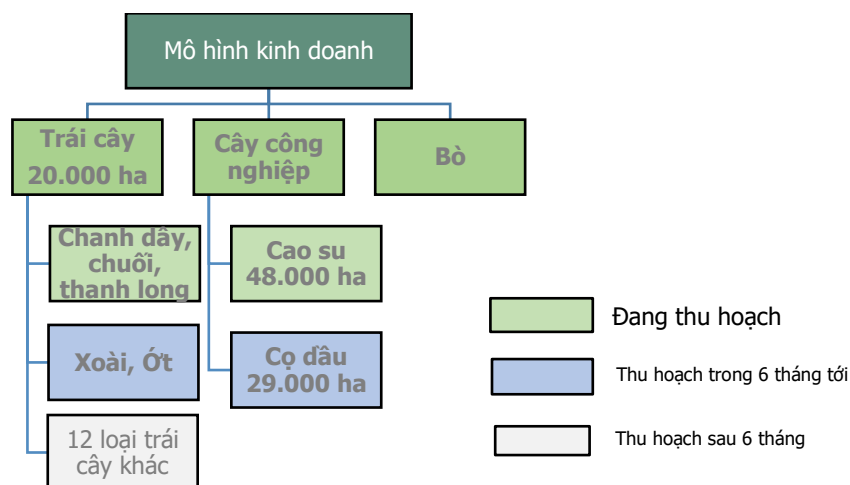 Mô hình kinh doanh
Trái cây
20.000 ha
Cây công
nghiệp
Bò
Chanh dây,
chuối,
thanh long
Cao su
48.000 ha
Xoài, Ớt
Cọ dầu
29.000 ha
12 loại trái
cây khác
Đang thu hoạch
Thu hoạch trong 6 tháng tới
Thu hoạch sau 6 tháng